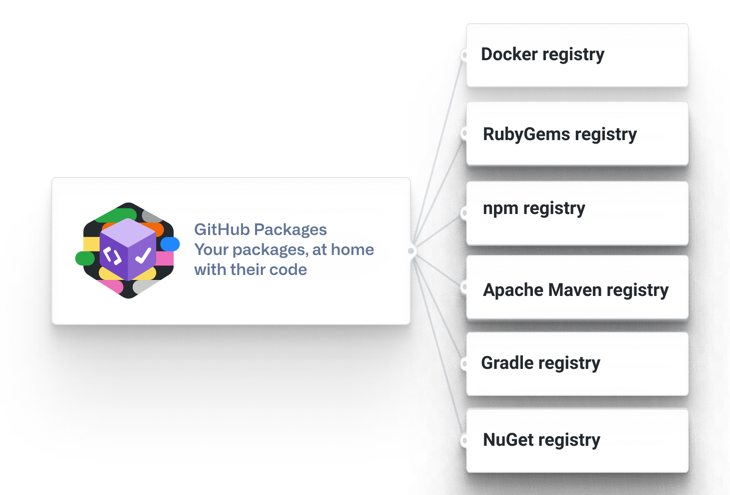 GitHub Packages
Your packages, at home
with their code
Docker registry
RubyGems registry
npm registry
Apache Maven registry
Gradle registry
NuGet registry